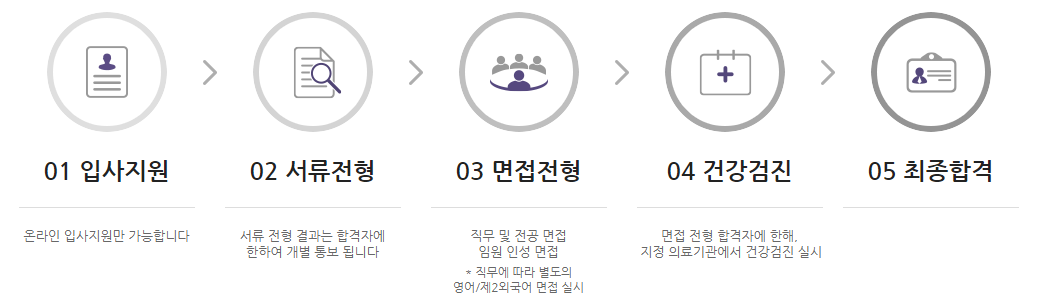 01 입사지원
02 서류전형
03 면접전형
04 건강검진
05 최종합격
온라인 입사지원만 가능합니다
서류 전형 결과는 합격자에
한하여 개별 통보 됩니다
직무 및 전공 면접
임원 인성 면접
* 직무에 따라 별도의
영어/제2외국어 면접 실시
면접 전형 합격자에 한해,
지정 의료기관에서 건강검진 실시